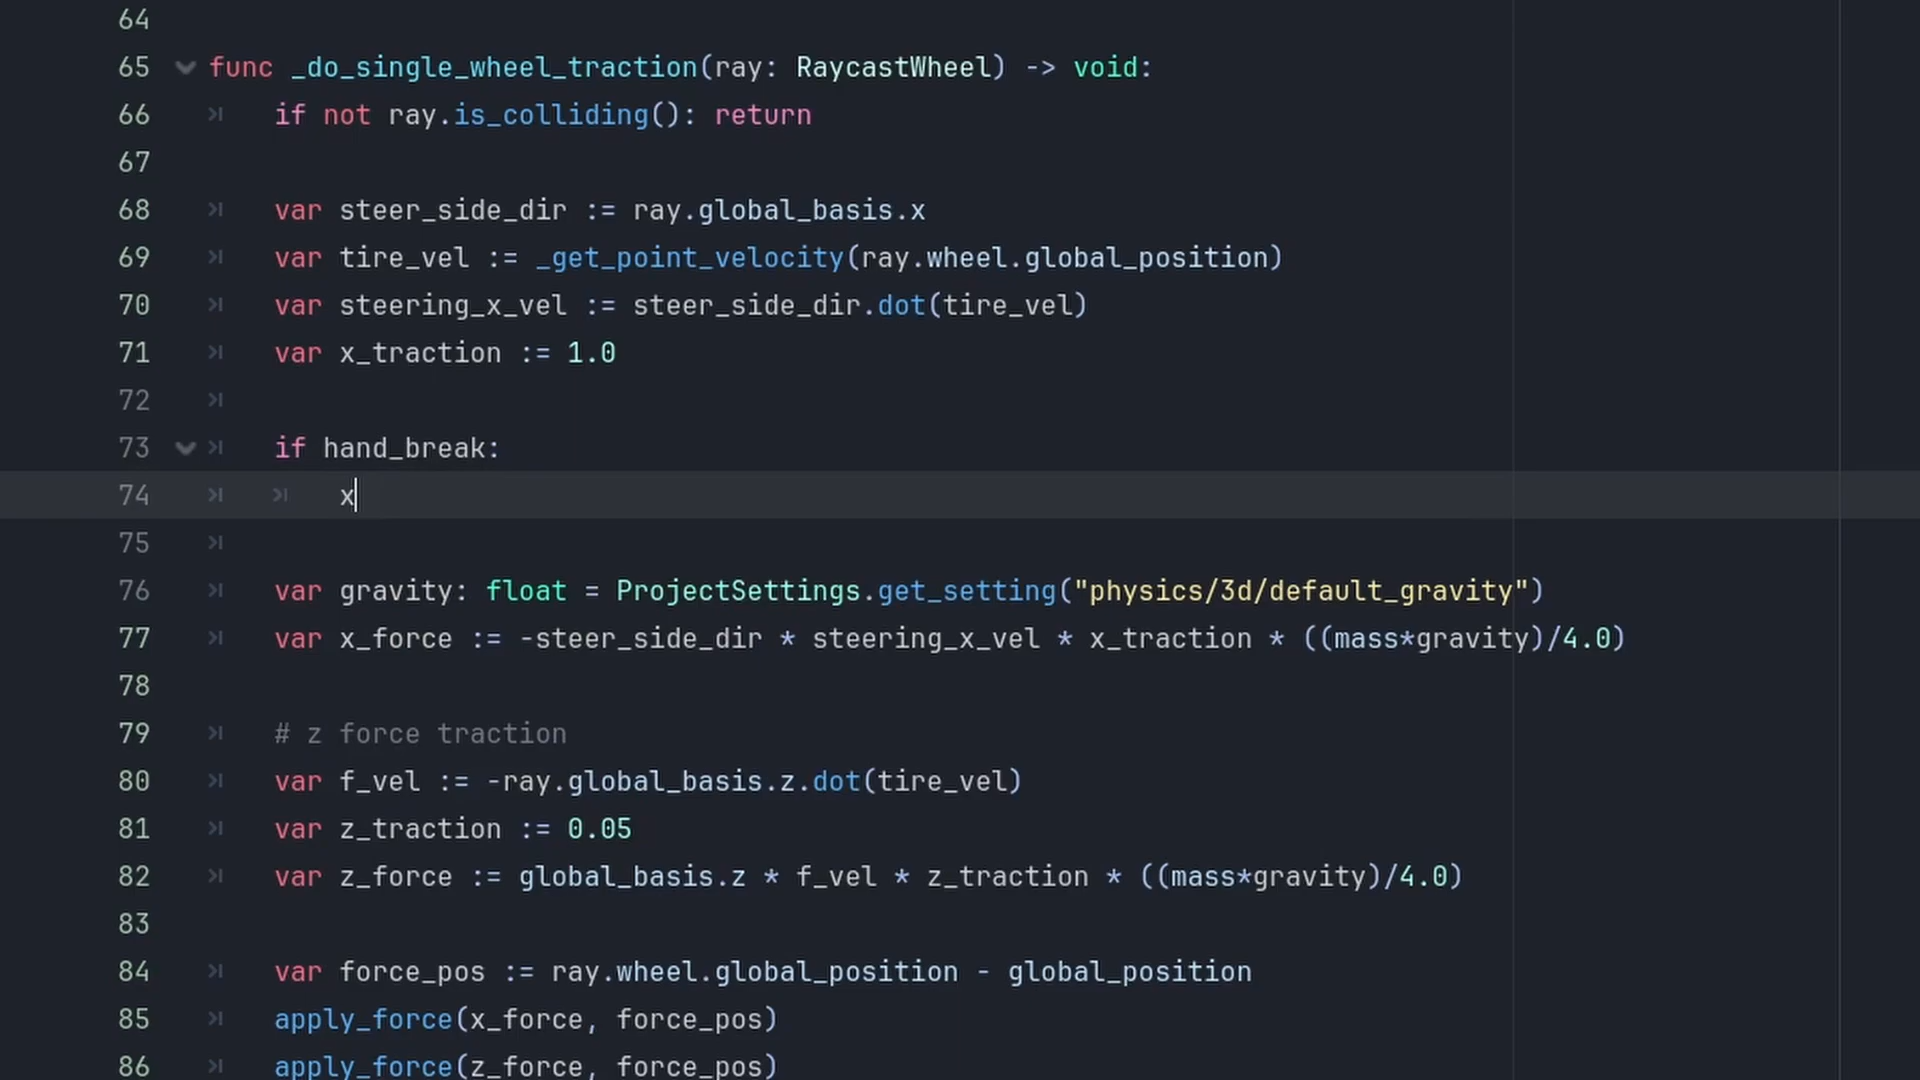 64
65 func _do_single_wheel_traction(ray: RaycastWheel) -> void:
66 if not ray.is_colliding(): return
67
68 var steer_side_dir := ray.global_basis.x
69 var tire_vel := _get_point_velocity(ray.wheel.global_position)
70 var steering_x_vel := steer_side_dir.dot(tire_vel)
71 var x_traction := 1.0
72
73 if hand_break:
74 x
75
76 var gravity: float = ProjectSettings.get_setting("physics/3d/default_gravity")
77 var x_force := -steer_side_dir * steering_x_vel * x_traction * ((mass*gravity)/4.0)
78
79 # z force traction
80 var f_vel := -ray.global_basis.z.dot(tire_vel)
81 var z_traction := 0.05
82 var z_force := global_basis.z * f_vel * z_traction * ((mass*gravity)/4.0)
83
84 var force_pos := ray.wheel.global_position - global_position
85 apply_force(x_force, force_pos)
86 apply_force(z_force, force_pos)